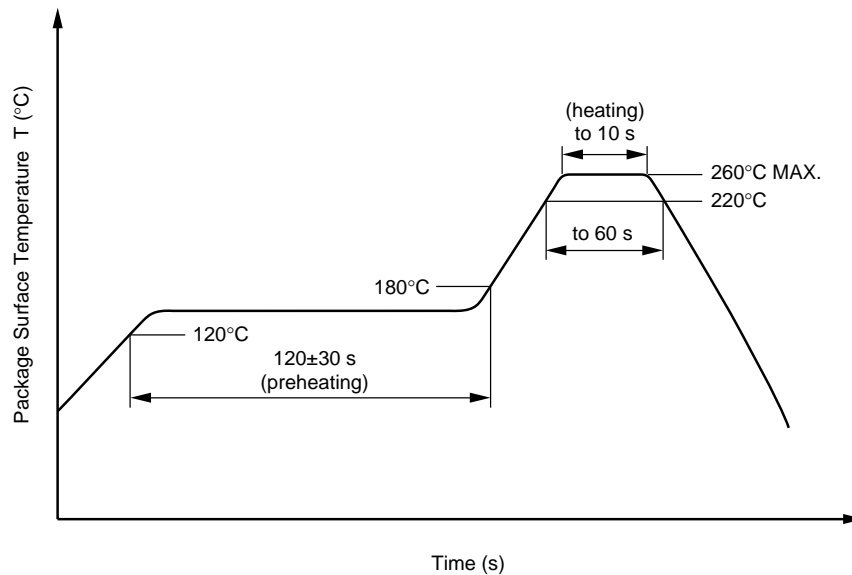 Package Surface Temperature T (°C)
(heating)
to 10 s
260°C MAX.
220°C
to 60 s
180°C
120°C
120±30 s
(preheating)
Time (s)